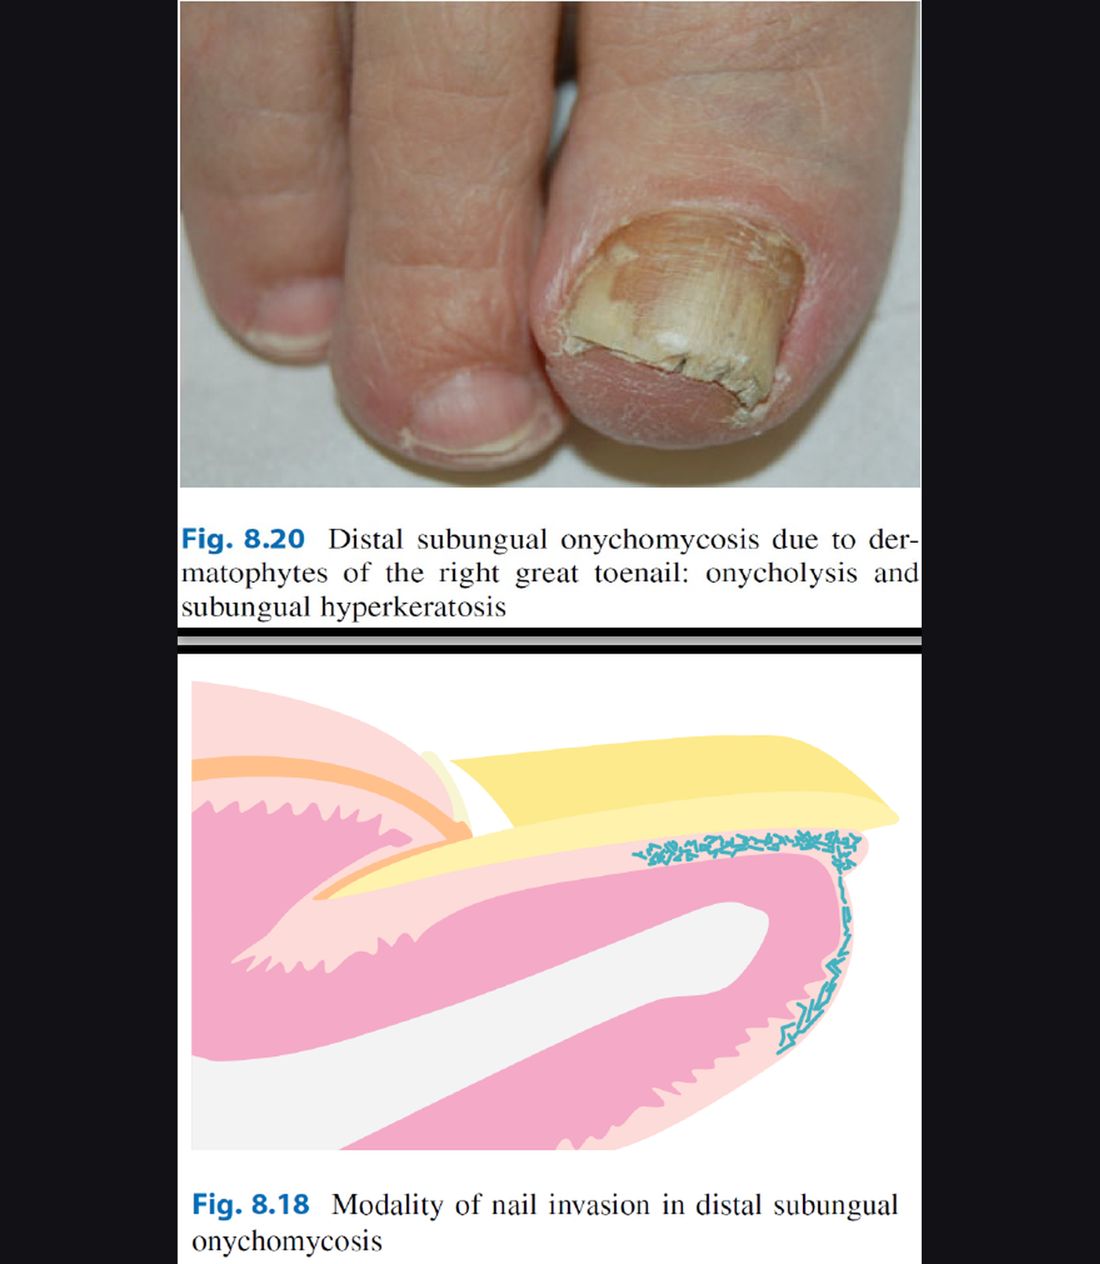 Fig. 8.20 Distal subungual onychomycosis due to der-
matophytes of the right great toenail: onycholysis and
subungual hyperkeratosis
Fig. 8.18 Modality of nail invasion in distal subungual
onychomycosis